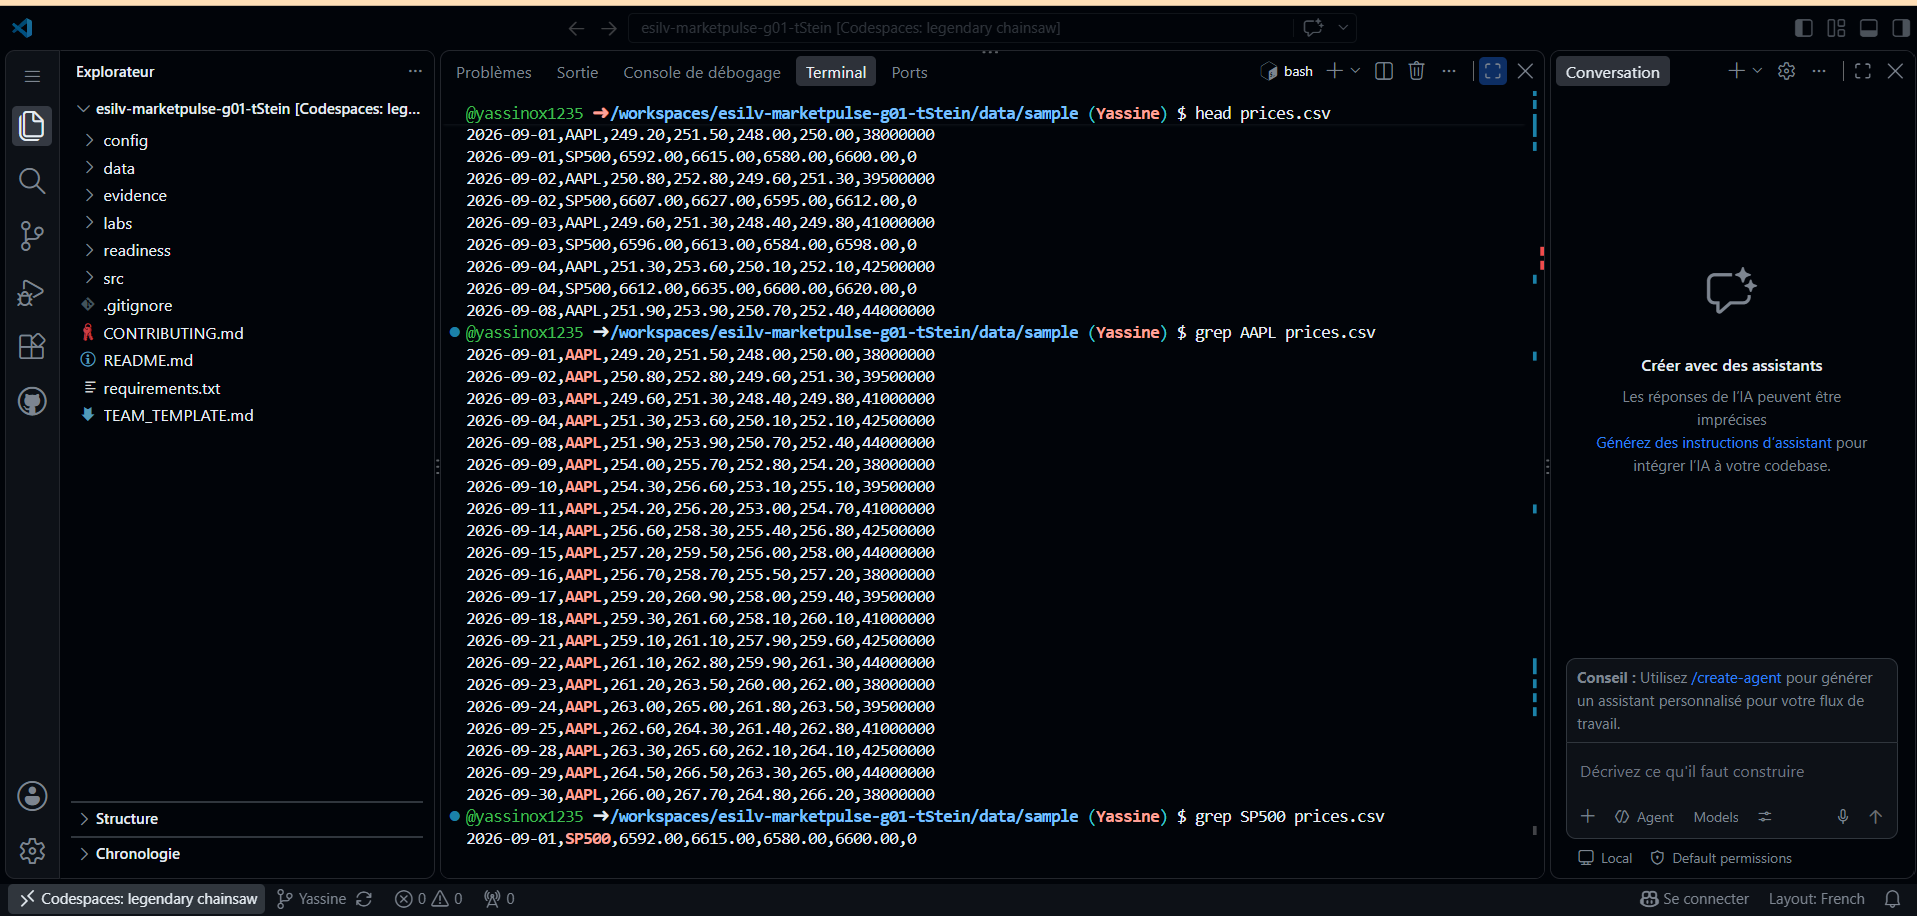 esilv-marketpulse-g01-tStein [Codespaces: legendary chainsaw]
Explorateur
esilv-marketpulse-g01-tStein [Codespaces: leg...
config
data
evidence
labs
readiness
src
.gitignore
CONTRIBUTING.md
README.md
requirements.txt
TEAM_TEMPLATE.md
Structure
Chronologie
Problèmes Sortie Console de débogage Terminal Ports
bash
@yassinox1235 ➜/workspaces/esilv-marketpulse-g01-tStein/data/sample (Yassine) $ head prices.csv
2026-09-01,AAPL,249.20,251.50,248.00,250.00,38000000
2026-09-01,SP500,6592.00,6615.00,6580.00,6600.00,0
2026-09-02,AAPL,250.80,252.80,249.60,251.30,39500000
2026-09-02,SP500,6607.00,6627.00,6595.00,6612.00,0
2026-09-03,AAPL,249.60,251.30,248.40,249.80,41000000
2026-09-03,SP500,6596.00,6613.00,6584.00,6598.00,0
2026-09-04,AAPL,251.30,253.60,250.10,252.10,42500000
2026-09-04,SP500,6612.00,6635.00,6600.00,6620.00,0
2026-09-08,AAPL,251.90,253.90,250.70,252.40,44000000
@yassinox1235 ➜/workspaces/esilv-marketpulse-g01-tStein/data/sample (Yassine) $ grep AAPL prices.csv
2026-09-01,AAPL,249.20,251.50,248.00,250.00,38000000
2026-09-02,AAPL,250.80,252.80,249.60,251.30,39500000
2026-09-03,AAPL,249.60,251.30,248.40,249.80,41000000
2026-09-04,AAPL,251.30,253.60,250.10,252.10,42500000
2026-09-08,AAPL,251.90,253.90,250.70,252.40,44000000
2026-09-09,AAPL,254.00,255.70,252.80,254.20,38000000
2026-09-10,AAPL,254.30,256.60,253.10,255.10,39500000
2026-09-11,AAPL,254.20,256.20,253.00,254.70,41000000
2026-09-14,AAPL,256.60,258.30,255.40,256.80,42500000
2026-09-15,AAPL,257.20,259.50,256.00,258.00,44000000
2026-09-16,AAPL,256.70,258.70,255.50,257.20,38000000
2026-09-17,AAPL,259.20,260.90,258.00,259.40,39500000
2026-09-18,AAPL,259.30,261.60,258.10,260.10,41000000
2026-09-21,AAPL,259.10,261.10,257.90,259.60,42500000
2026-09-22,AAPL,261.10,262.80,259.90,261.30,44000000
2026-09-23,AAPL,261.20,263.50,260.00,262.00,38000000
2026-09-24,AAPL,263.00,265.00,261.80,263.50,39500000
2026-09-25,AAPL,262.60,264.30,261.40,262.80,41000000
2026-09-28,AAPL,263.30,265.60,262.10,264.10,42500000
2026-09-29,AAPL,264.50,266.50,263.30,265.00,44000000
2026-09-30,AAPL,266.00,267.70,264.80,266.20,38000000
@yassinox1235 ➜/workspaces/esilv-marketpulse-g01-tStein/data/sample (Yassine) $ grep SP500 prices.csv
2026-09-01,SP500,6592.00,6615.00,6580.00,6600.00,0
Conversation
Créer avec des assistants
Les réponses de l'IA peuvent être
imprécises
Générez des instructions d'assistant pour
intégrer l'IA à votre codebase.
Conseil : Utilisez /create-agent pour générer
un assistant personnalisé pour votre flux de
travail.
Décrivez ce qu'il faut construire
Agent Models
Local Default permissions
Codespaces: legendary chainsaw Yassine 0 0 0 Se connecter Layout: French